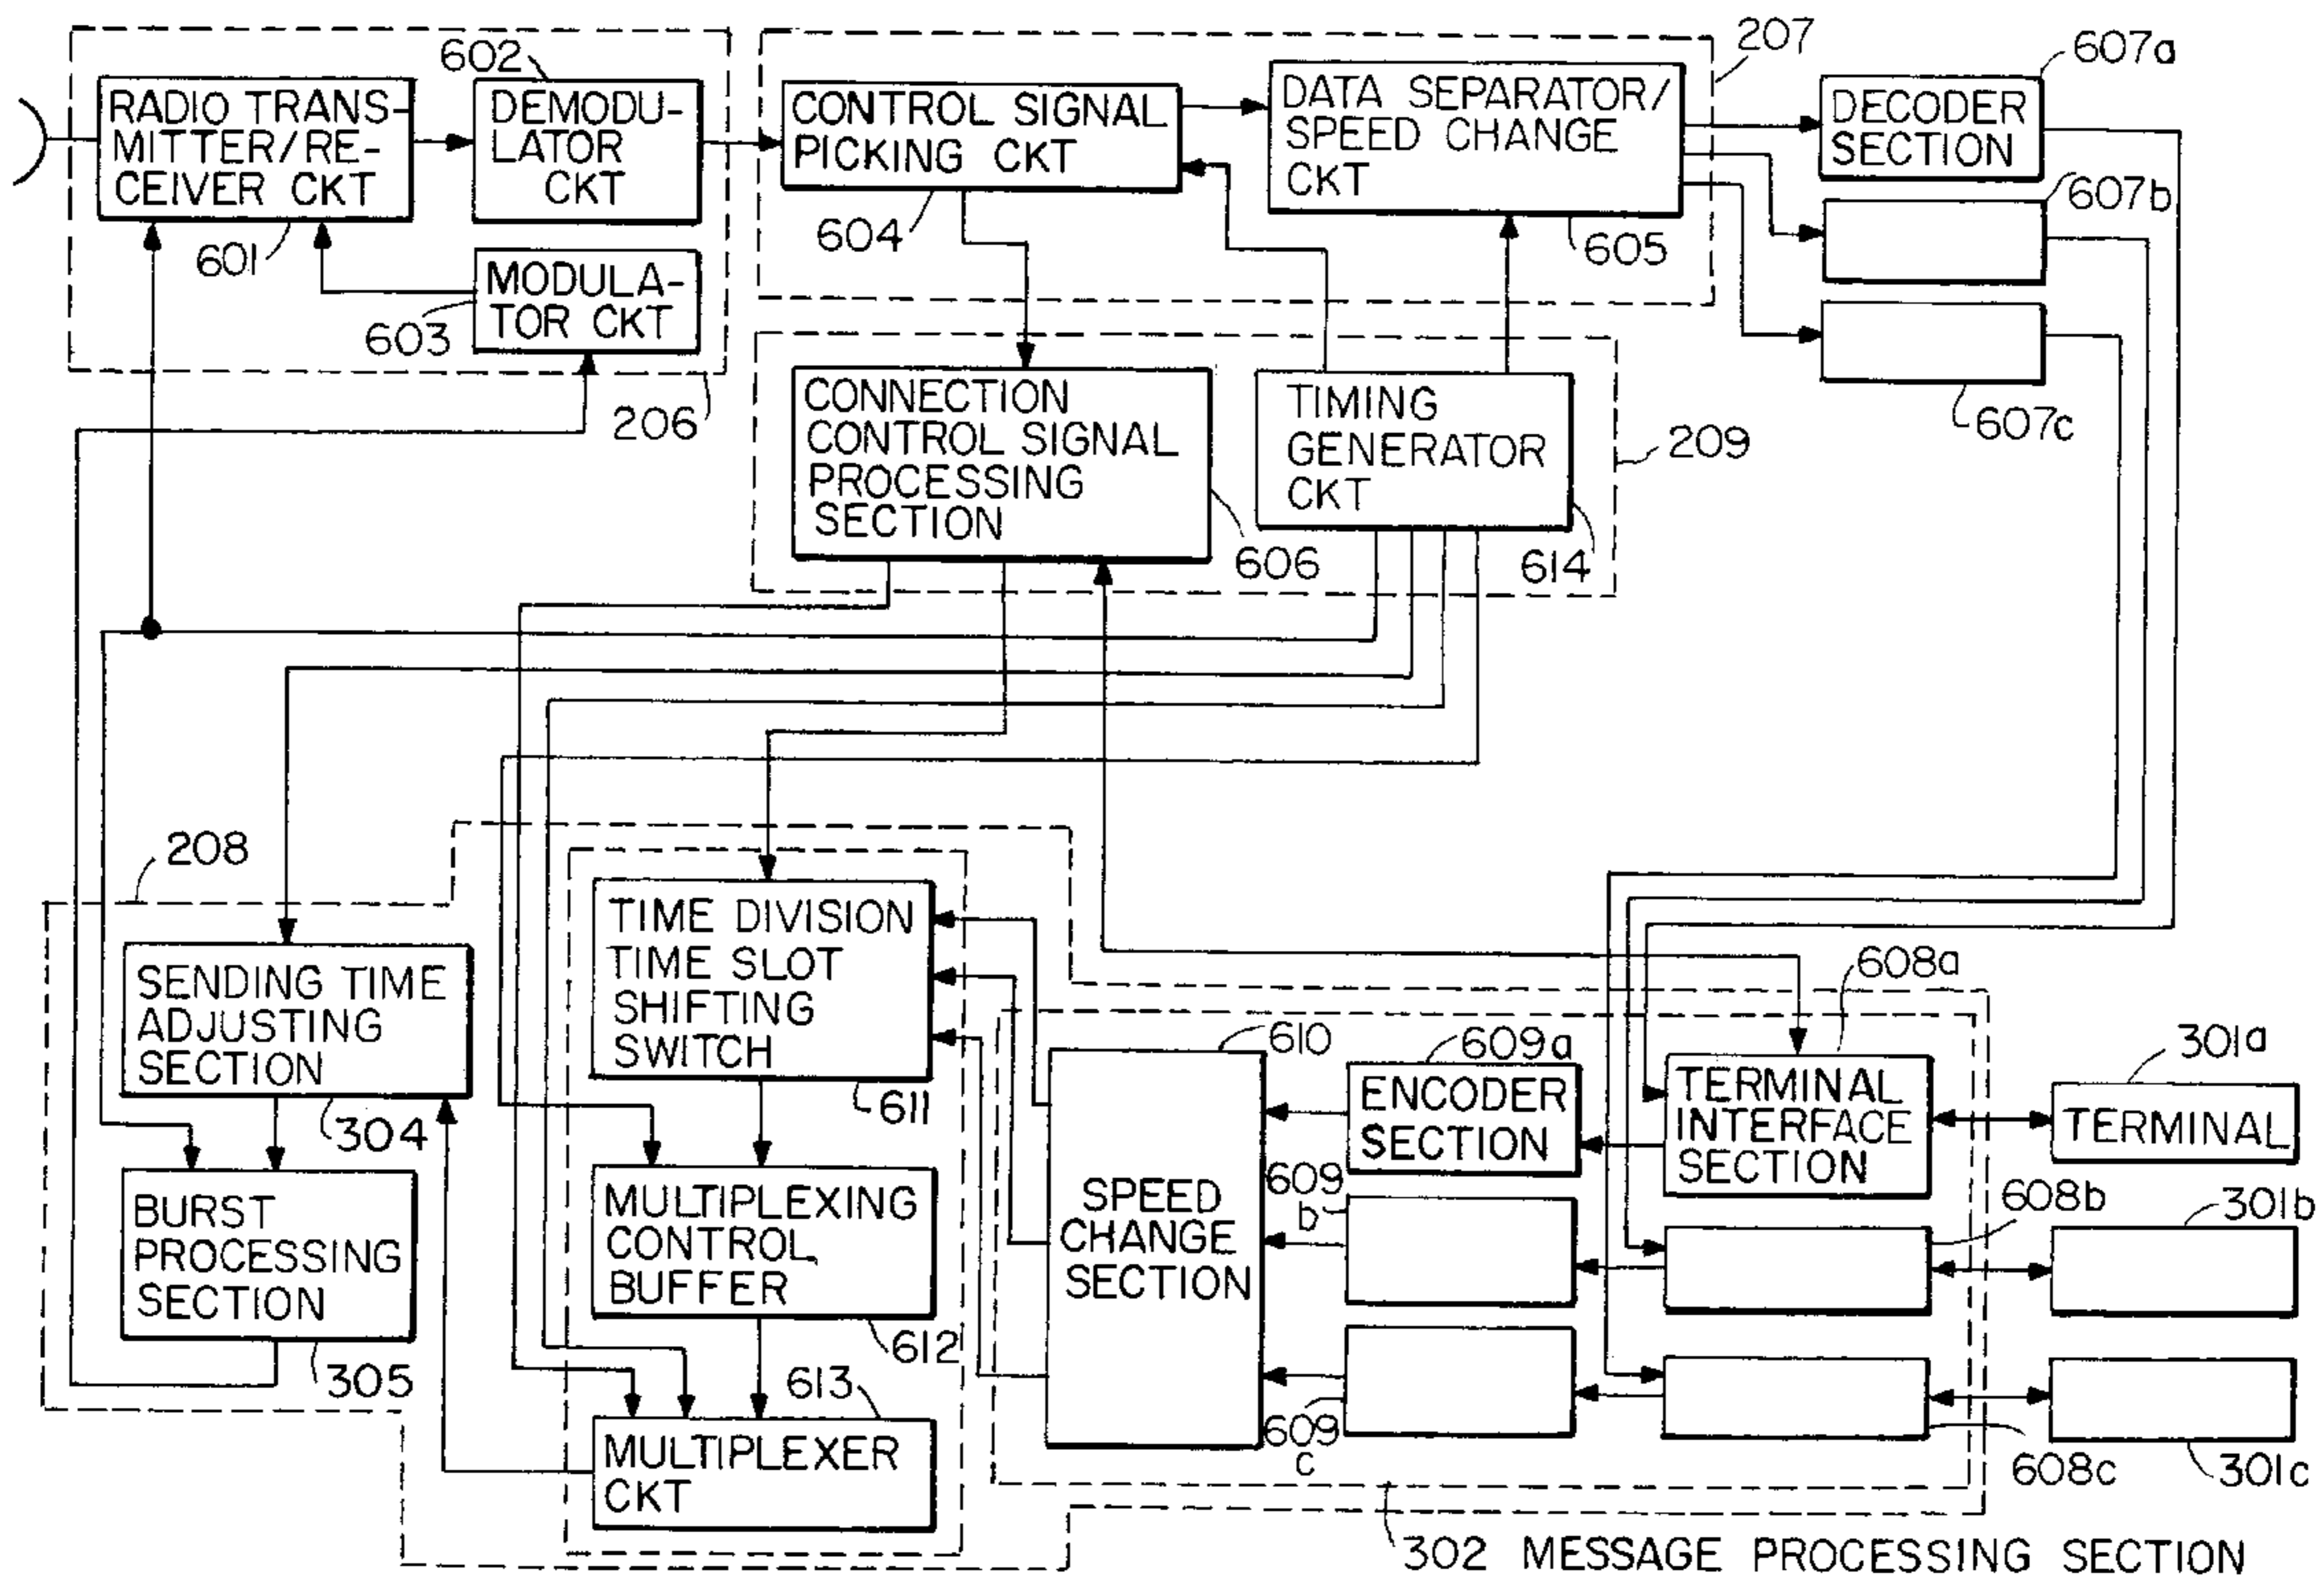 602
RADIO TRANS-
MITTER/RE-
CEIVER CKT
601
DEMODU-
LATOR
CKT
MODULA-
TOR CKT
603
206
CONTROL SIGNAL
PICKING CKT
604
DATA SEPARATOR/
SPEED CHANGE
CKT
605
207
607a
DECODER
SECTION
607b
607c
CONNECTION
CONTROL SIGNAL
PROCESSING
SECTION
606
TIMING
GENERATOR
CKT
614
209
208
SENDING TIME
ADJUSTING
SECTION
304
BURST
PROCESSING
SECTION
305
TIME DIVISION
TIME SLOT
SHIFTING
SWITCH
611
MULTIPLEXING
CONTROL
BUFFER
612
613
MULTIPLEXER
CKT
610
SPEED
CHANGE
SECTION
609a
ENCODER
SECTION
609
b
609
c
608a
TERMINAL
INTERFACE
SECTION
608b
608c
301a
TERMINAL
301b
301c
302 MESSAGE PROCESSING SECTION